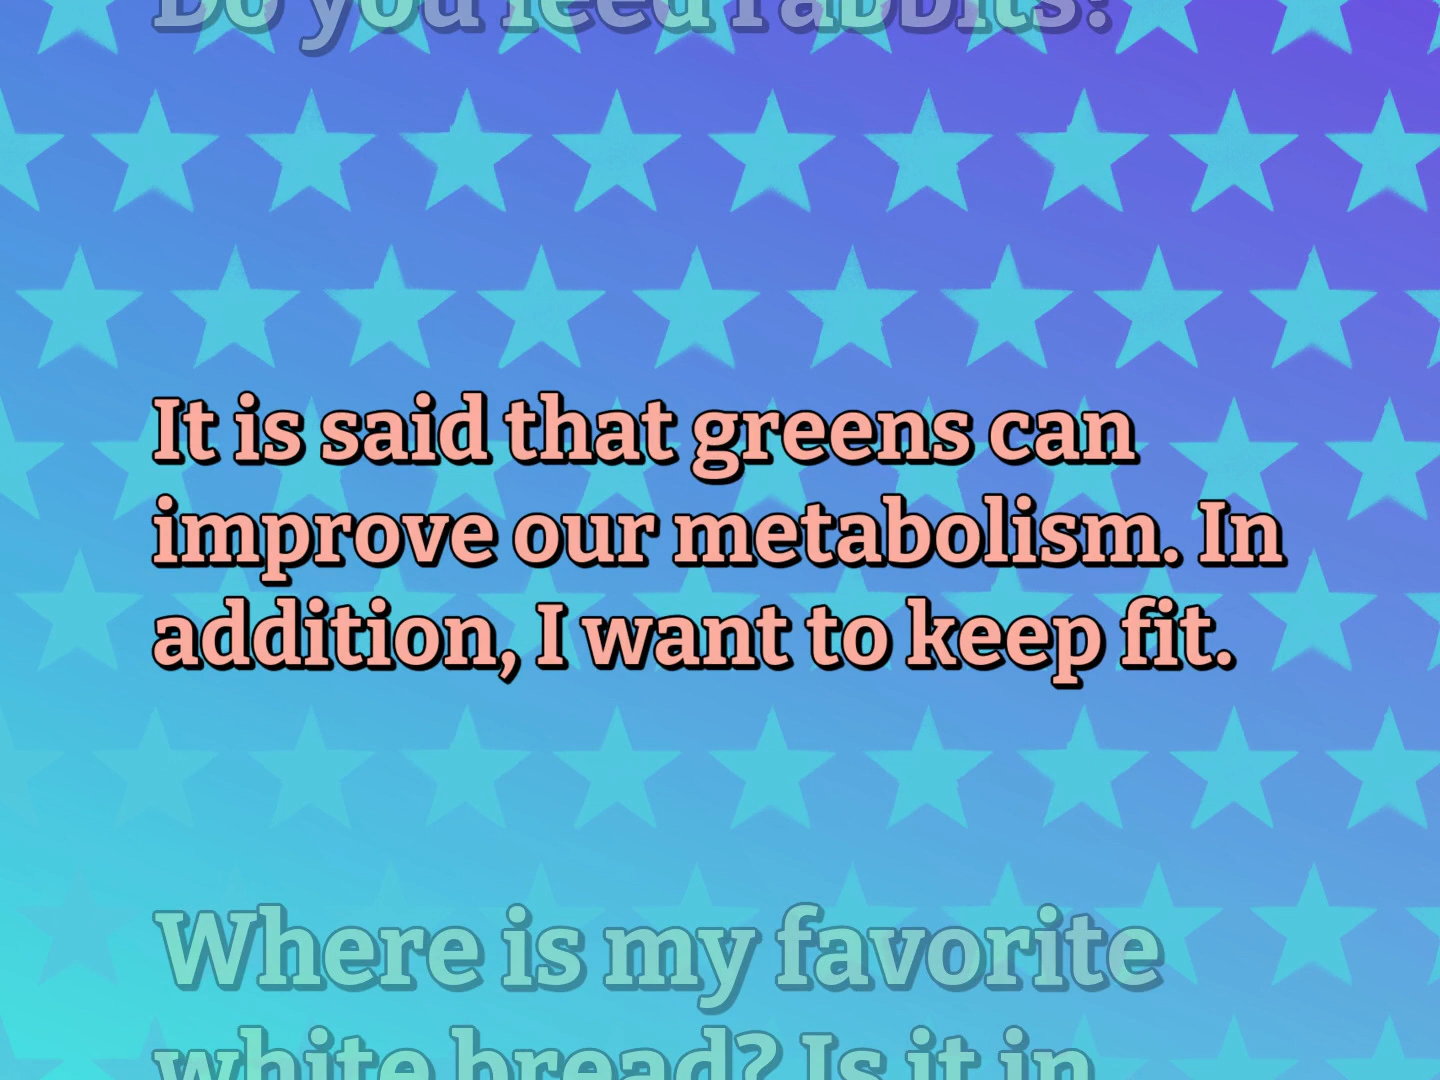 Do you feed rabbits?
It is said that greens can
improve our metabolism. In
addition, I want to keep fit.
Where is my favorite
white bread? Is it in